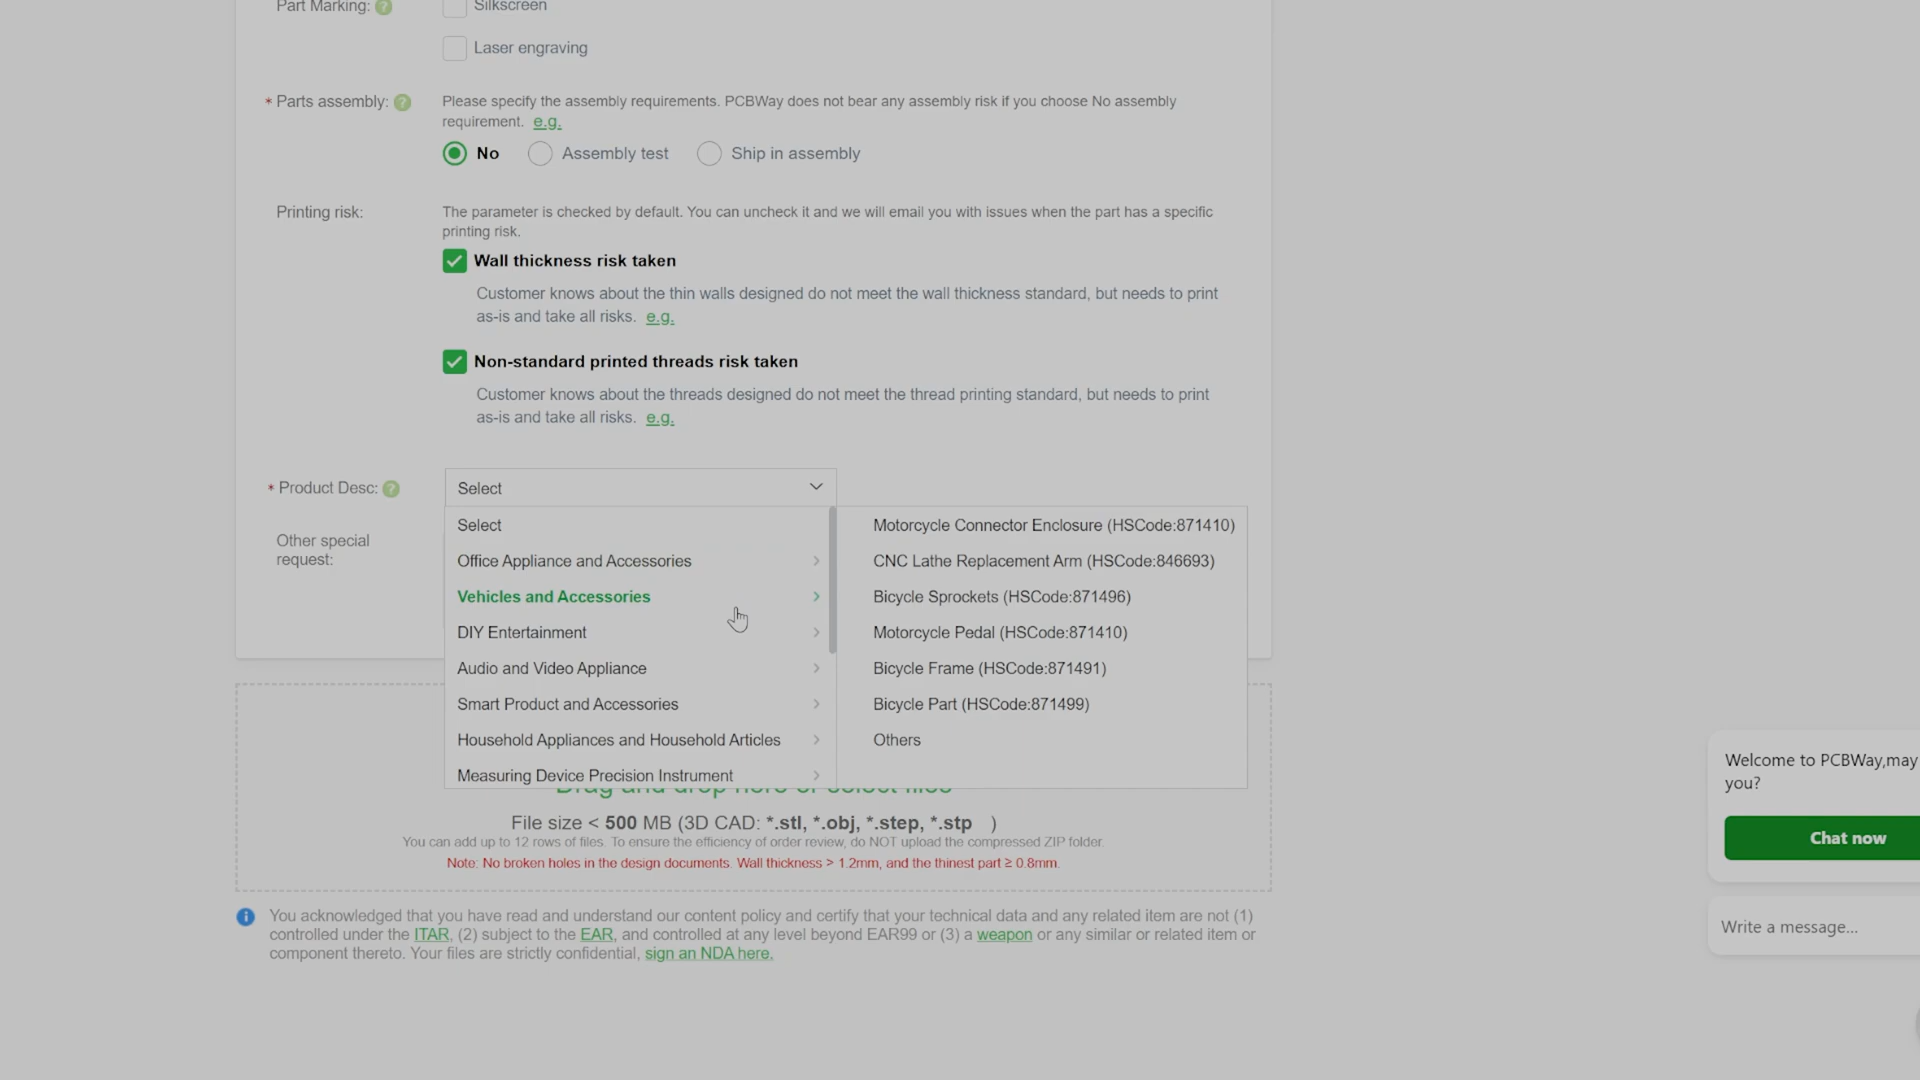 Part Marking: ?
Silkscreen
Laser engraving
* Parts assembly: ?
Please specify the assembly requirements. PCBWay does not bear any assembly risk if you choose No assembly
requirement. e.g.
No
Assembly test
Ship in assembly
Printing risk:
The parameter is checked by default. You can uncheck it and we will email you with issues when the part has a specific
printing risk.
Wall thickness risk taken
Customer knows about the thin walls designed do not meet the wall thickness standard, but needs to print
as-is and take all risks. e.g.
Non-standard printed threads risk taken
Customer knows about the threads designed do not meet the thread printing standard, but needs to print
as-is and take all risks. e.g.
* Product Desc: ?
Select
Other special
request:
Select
Office Appliance and Accessories
Vehicles and Accessories
DIY Entertainment
Audio and Video Appliance
Smart Product and Accessories
Household Appliances and Household Articles
Measuring Device Precision Instrument
Motorcycle Connector Enclosure (HSCode:871410)
CNC Lathe Replacement Arm (HSCode:846693)
Bicycle Sprockets (HSCode:871496)
Motorcycle Pedal (HSCode:871410)
Bicycle Frame (HSCode:871491)
Bicycle Part (HSCode:871499)
Others
Drag and drop here or select files
File size < 500 MB (3D CAD: *.stl, *.obj, *.step, *.stp )
You can add up to 12 rows of files. To ensure the efficiency of order review, do NOT upload the compressed ZIP folder.
Note: No broken holes in the design documents. Wall thickness > 1.2mm, and the thinest part ≥ 0.8mm.
You acknowledged that you have read and understand our content policy and certify that your technical data and any related item are not (1)
controlled under the ITAR, (2) subject to the EAR, and controlled at any level beyond EAR99 or (3) a weapon or any similar or related item or
component thereto. Your files are strictly confidential, sign an NDA here.
Welcome to PCBWay,may
you?
Chat now
Write a message...